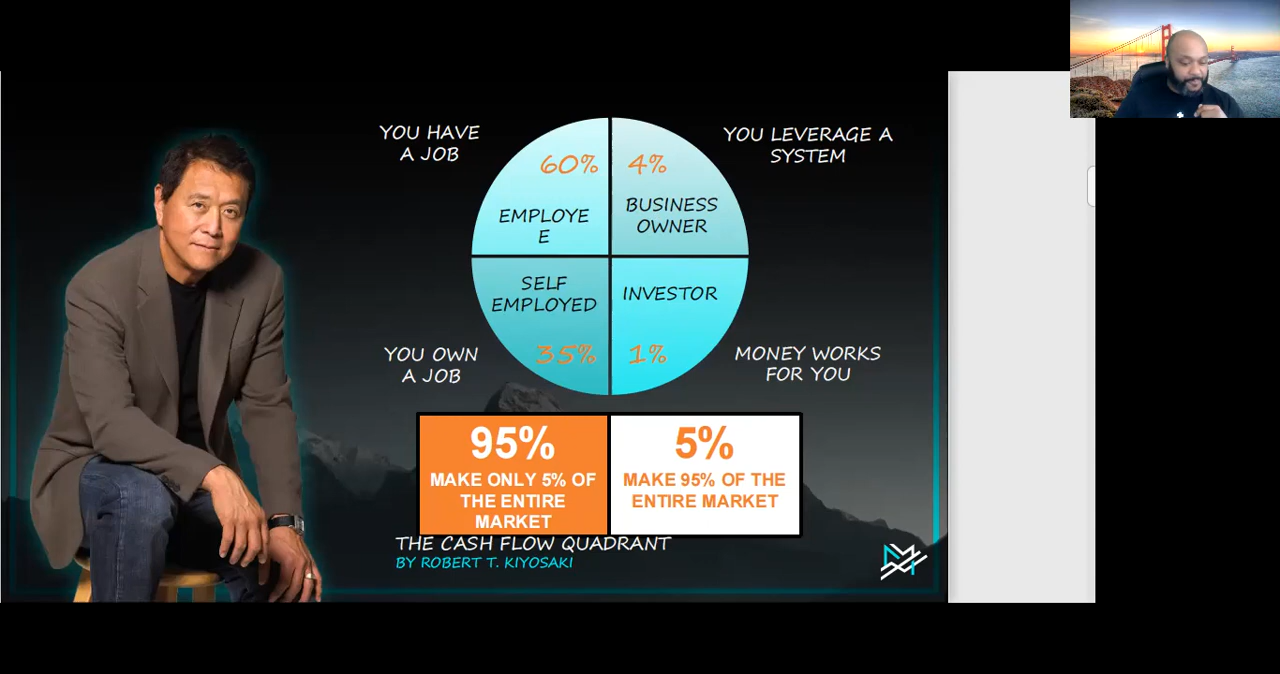 YOU HAVE
A JOB
60%
4%
YOU LEVERAGE A
SYSTEM
EMPLOYE
E
BUSINESS
OWNER
SELF
EMPLOYED
INVESTOR
YOU OWN
A JOB
35%
1%
MONEY WORKS
FOR YOU
95%
MAKE ONLY 5% OF
THE ENTIRE
MARKET
5%
MAKE 95% OF THE
ENTIRE MARKET
THE CASH FLOW QUADRANT
BY ROBERT T. KIYOSAKI